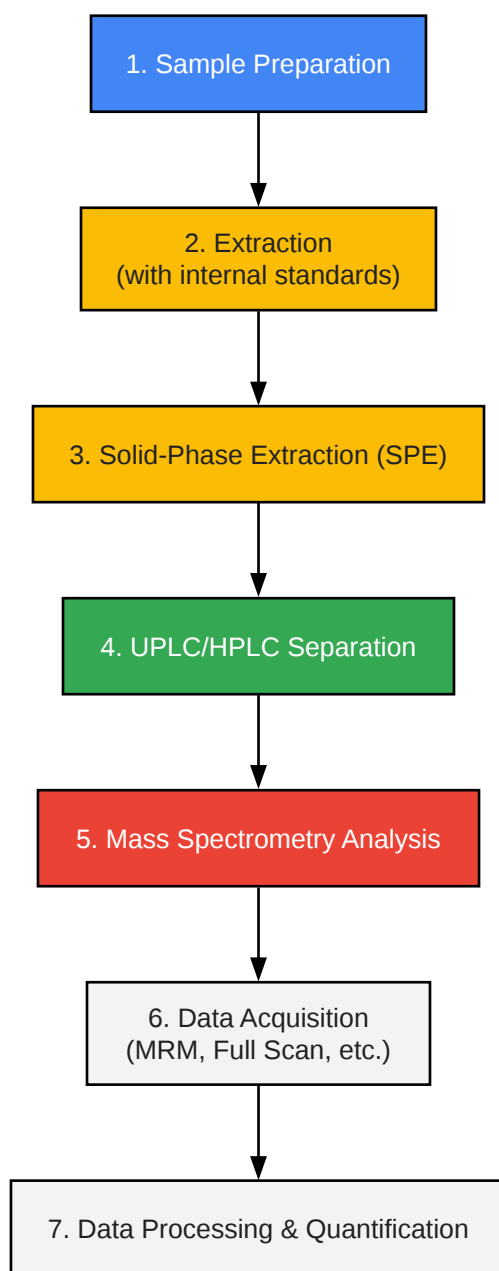 1. Sample Preparation
2. Extraction
(with internal standards)
3. Solid-Phase Extraction (SPE)
4. UPLC/HPLC Separation
5. Mass Spectrometry Analysis
6. Data Acquisition
(MRM, Full Scan, etc.)
7. Data Processing & Quantification